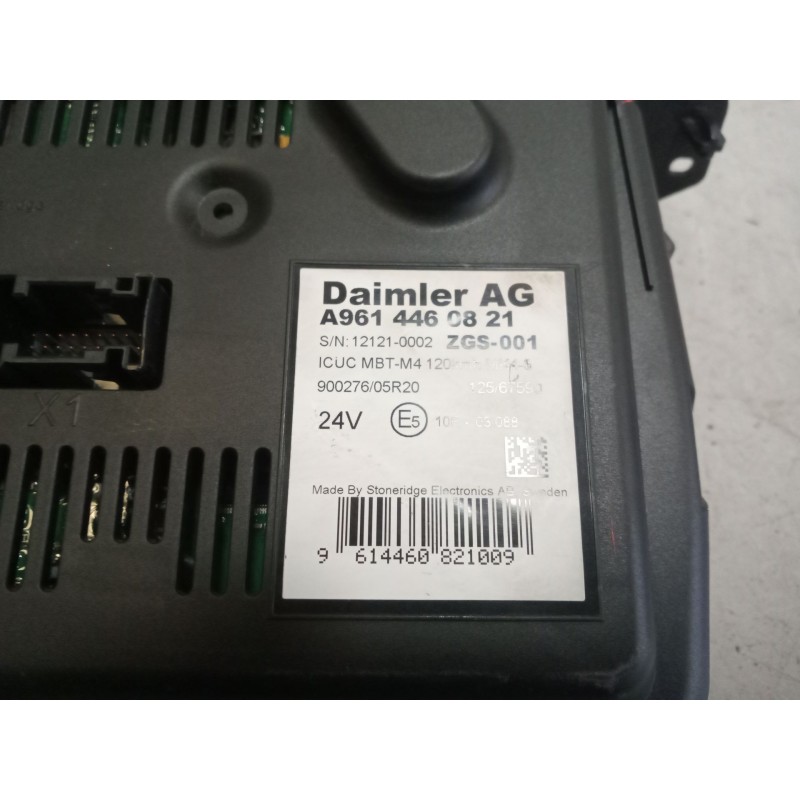 Daimler AG
A961 446 08 21
S/N: 12121-0002 ZGS-001
ICUC MBT-M4
900276/05R20
24V E5
Made By Stoneridge Electronics AB, Sweden
9 614460 821009
X1